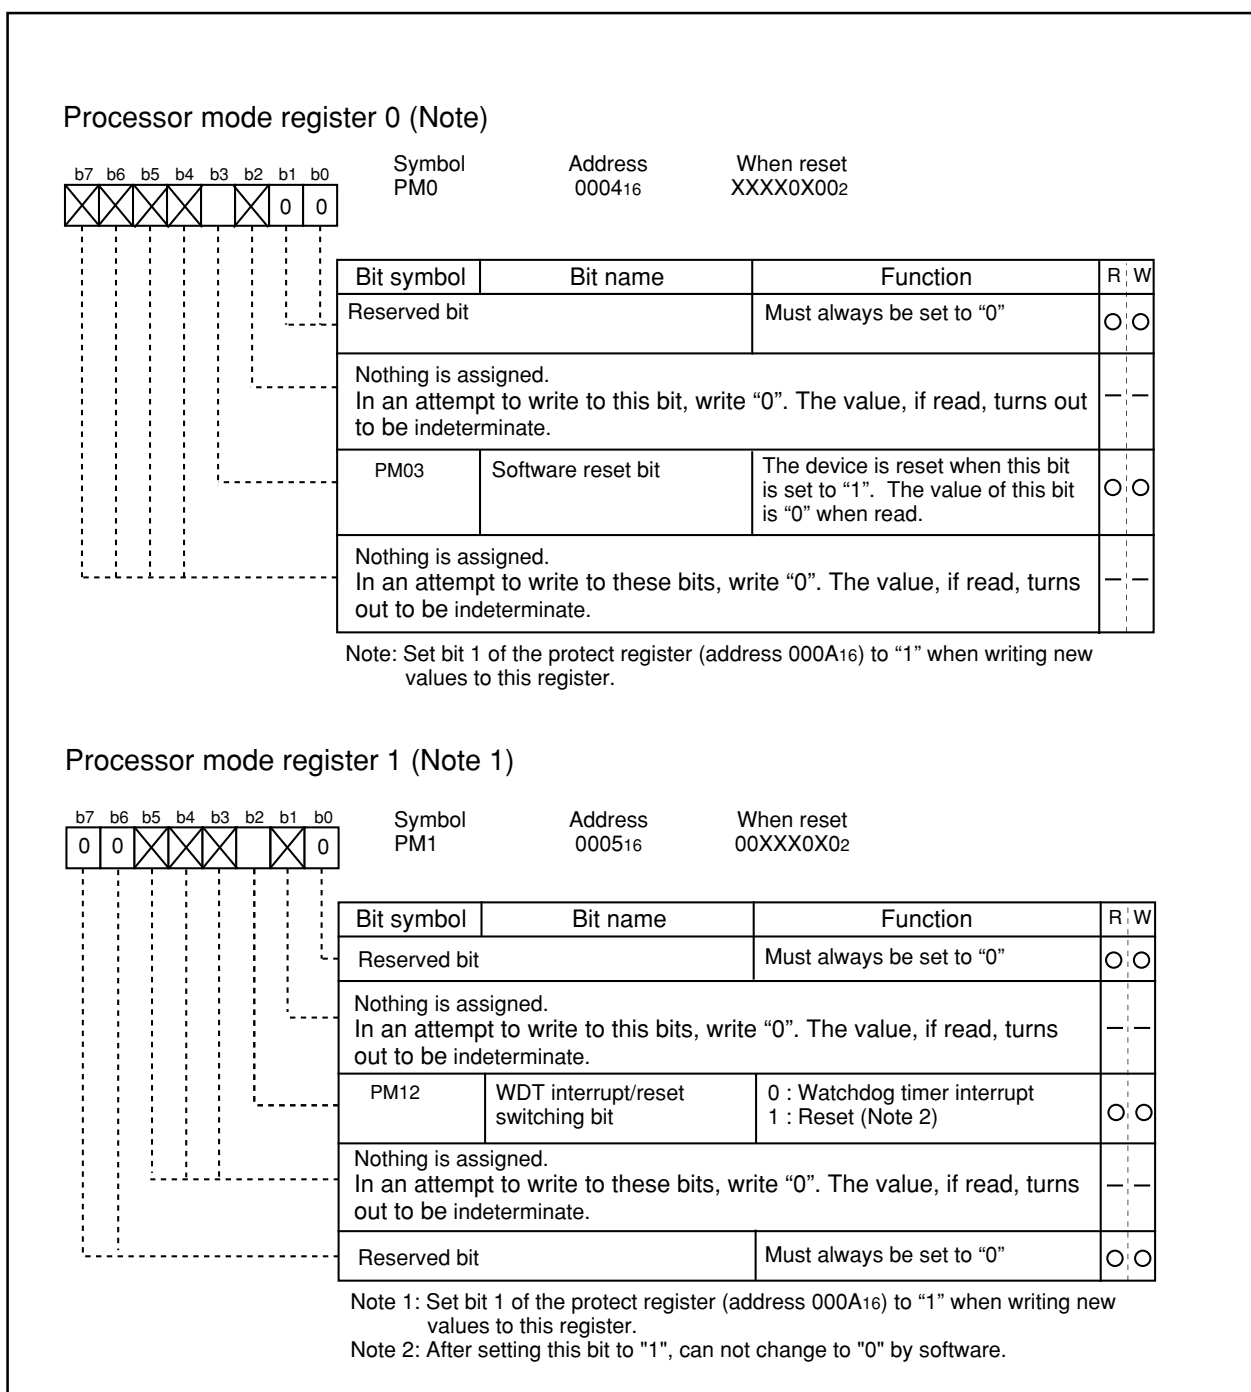 Processor mode register 0 (Note)
Symbol Address When reset
b7 b6 b5 b4 b3 b2 b1 b0
PM0 000416 XXXX0X002
0 0
Bit symbol Bit name Function R W
Reserved bit Must always be set to “0”
Nothing is assigned.
In an attempt to write to this bit, write “0”. The value, if read, turns out
to be indeterminate.
PM03 Software reset bit The device is reset when this bit
is set to “1”. The value of this bit
is “0” when read.
Nothing is assigned.
In an attempt to write to these bits, write “0”. The value, if read, turns
out to be indeterminate.
Note: Set bit 1 of the protect register (address 000A16) to “1” when writing new
values to this register.
Processor mode register 1 (Note 1)
Symbol Address When reset
b7 b6 b5 b4 b3 b2 b1 b0
PM1 000516 00XXX0X02
0 0 0
Bit symbol Bit name Function R W
Reserved bit Must always be set to “0”
Nothing is assigned.
In an attempt to write to this bits, write “0”. The value, if read, turns
out to be indeterminate.
PM12 WDT interrupt/reset 0 : Watchdog timer interrupt
switching bit 1 : Reset (Note 2)
Nothing is assigned.
In an attempt to write to these bits, write “0”. The value, if read, turns
out to be indeterminate.
Reserved bit Must always be set to “0”
Note 1: Set bit 1 of the protect register (address 000A16) to “1” when writing new
values to this register.
Note 2: After setting this bit to "1", can not change to "0" by software.